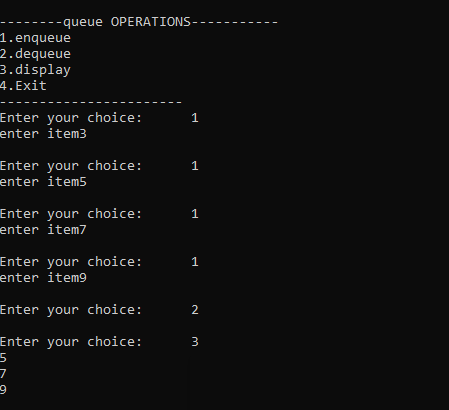 --------queue OPERATIONS-----------
1.enqueue
2.dequeue
3.display
4.Exit
-----------------------
Enter your choice:      1
enter item3
Enter your choice:      1
enter item5
Enter your choice:      1
enter item7
Enter your choice:      1
enter item9
Enter your choice:      2
Enter your choice:      3
5
7
9